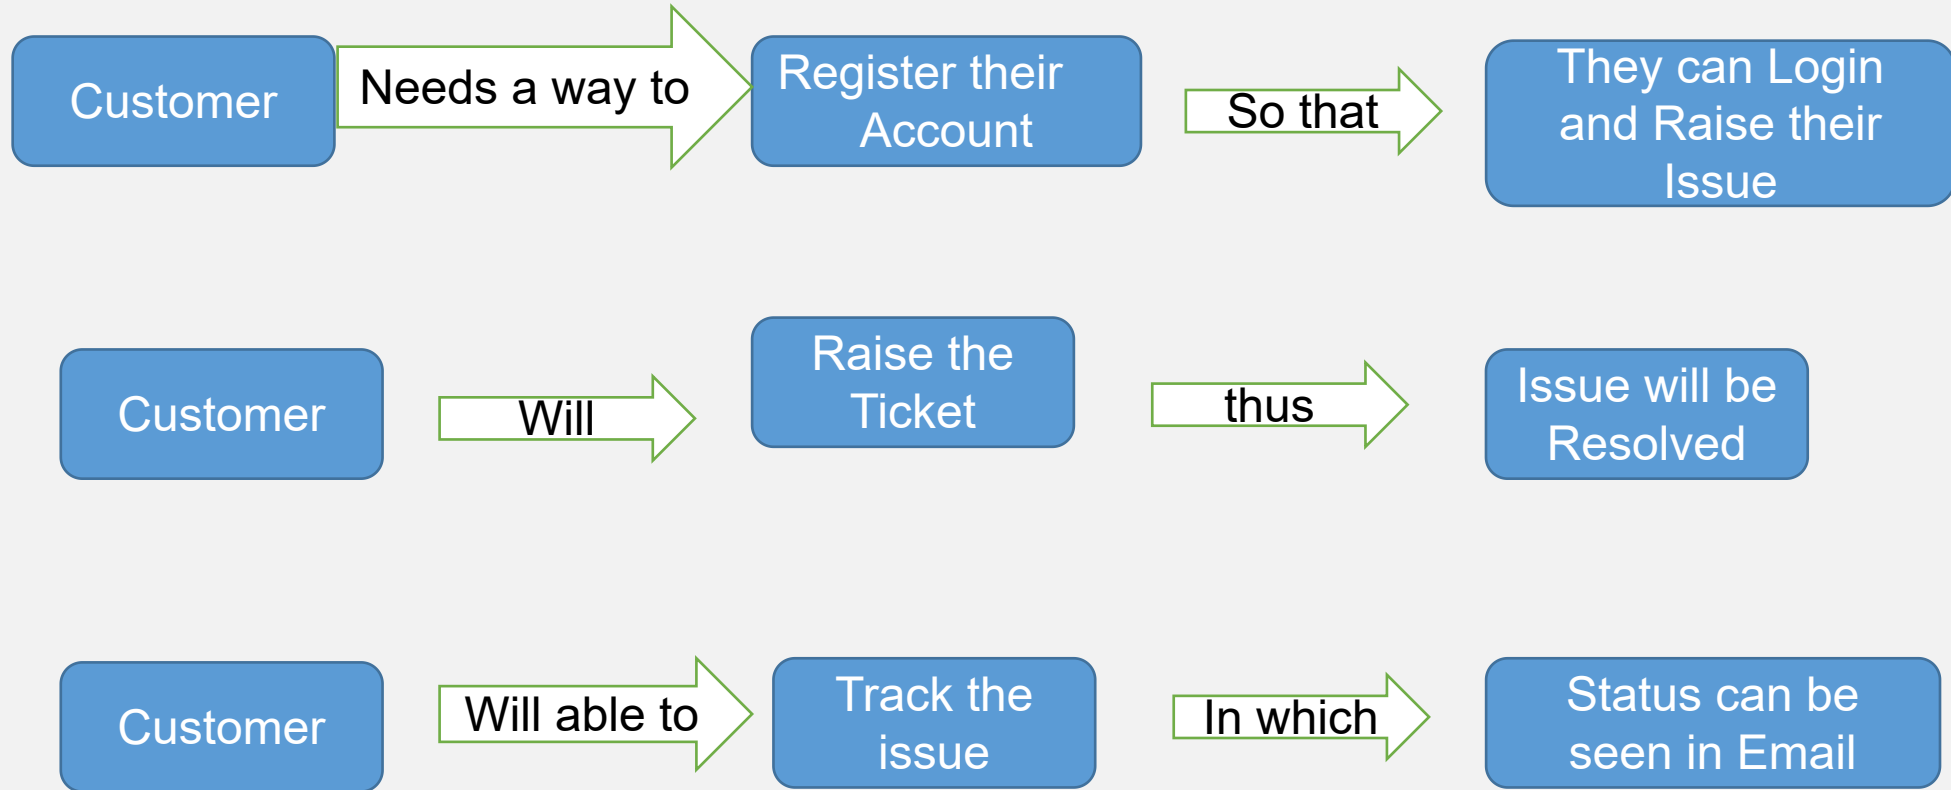 Customer
Needs a way to
Register their
Account
So that
They can Login
and Raise their
Issue
Customer
Will
Raise the
Ticket
thus
Issue will be
Resolved
Customer
Will able to
Track the
issue
In which
Status can be
seen in Email